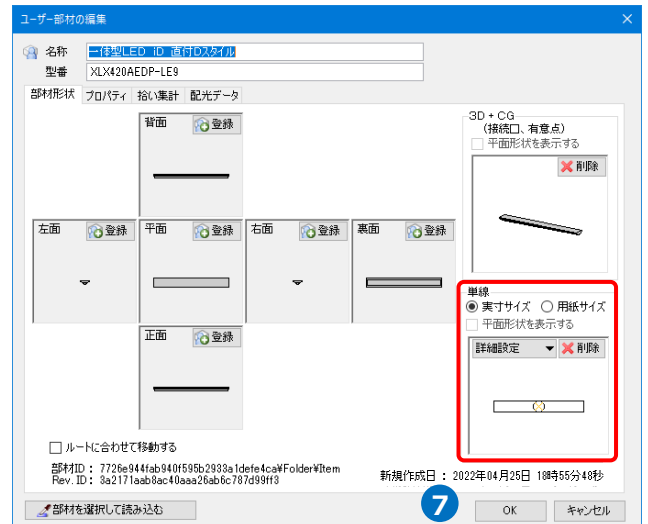 ユーザー部材の編集
名称 一体型LED iD 直付Dスタイル
型番 XLX420AEDP-LE9
部材形状 プロパティ 拾い集計 配光データ
背面 登録
3D + CG
(接続口、有意点)
平面形状を表示する
削除
左面 登録 平面 登録 右面 登録 裏面 登録
単線
実寸サイズ 用紙サイズ
平面形状を表示する
詳細設定 削除
正面 登録
ルートに合わせて移動する
部材ID : 7726e944fab940f595b2933a1defe4ca¥Folder¥Item
Rev. ID : 3a2171aab8ac40aaa26ab6c787d99ff3
新規作成日 : 2022年04月25日 18時55分48秒
部材を選択して読み込む 7 OK キャンセル